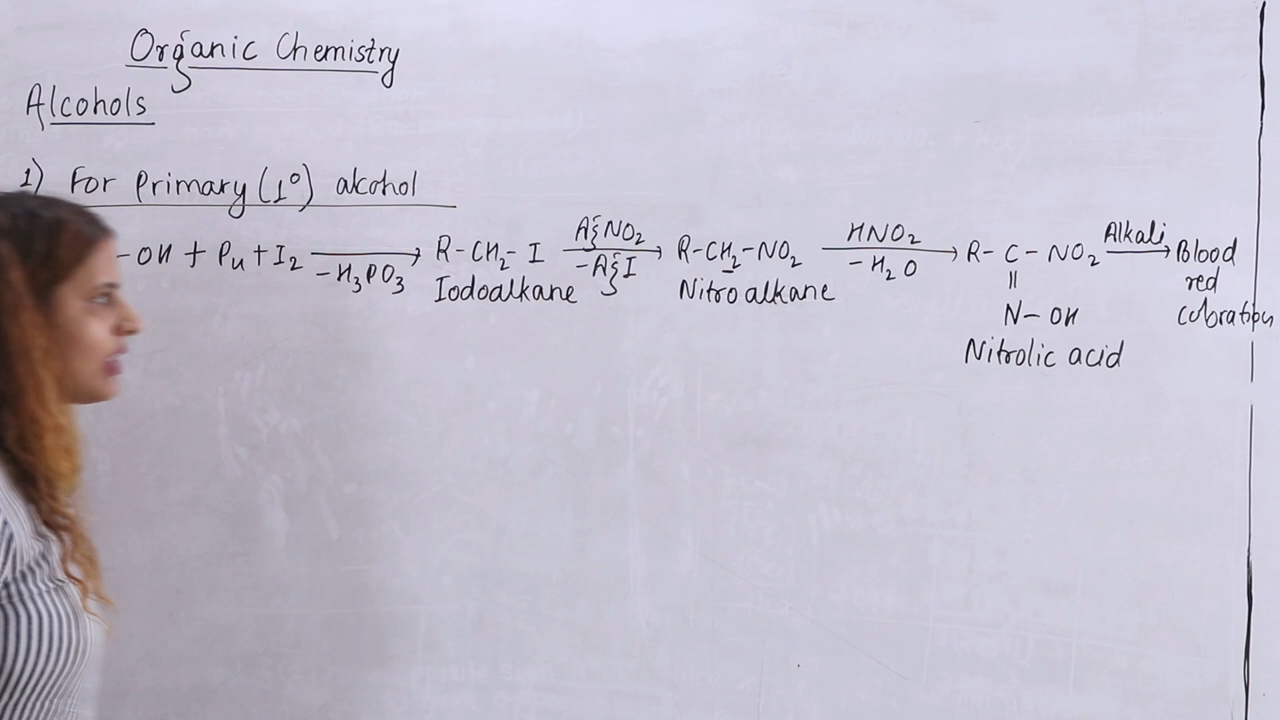 Organic Chemistry
Alcohols
1) For Primary (1°) alcohol
-OH + P₄ + I₂ ⟶ R-CH₂-I ⟶ R-CH₂-NO₂ ⟶ R-C-NO₂ ⟶ Blood
-H₃PO₃ AgNO₂ -AgI HNO₂ -H₂O Alkali
Iodoalkane Nitroalkane || red
N-OH colouration
Nitrolic acid